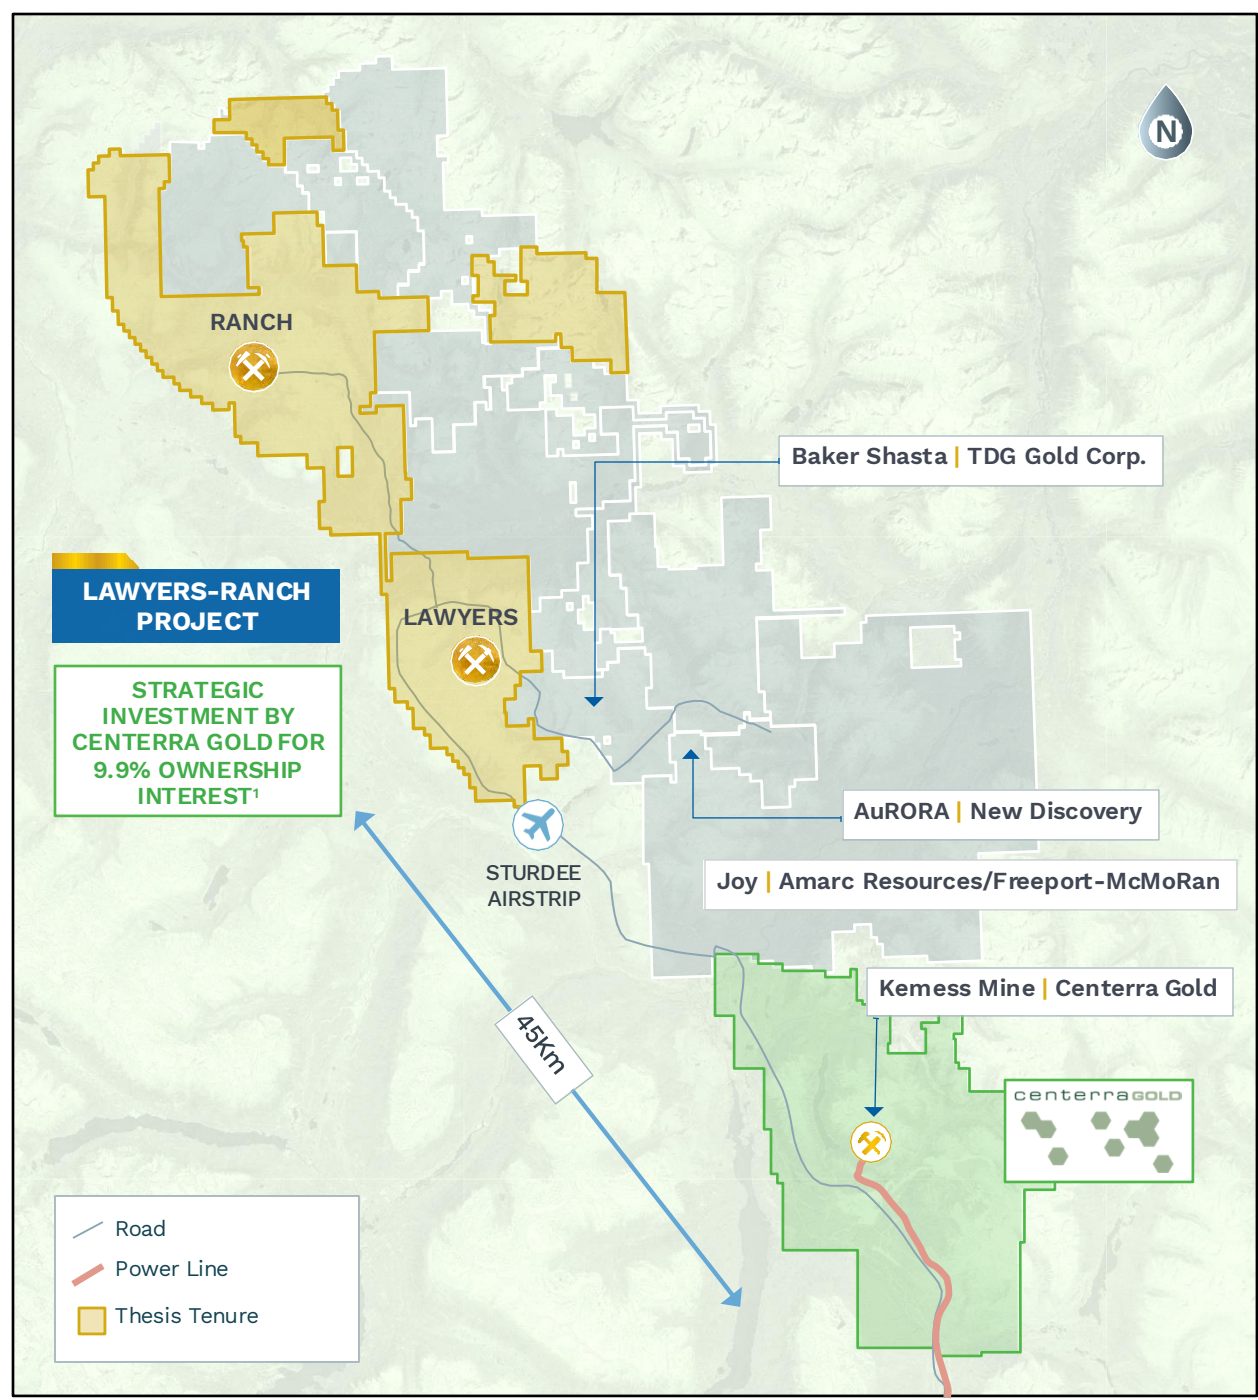 N
RANCH
Baker Shasta | TDG Gold Corp.
LAWYERS-RANCH
PROJECT
LAWYERS
STRATEGIC
INVESTMENT BY
CENTERRA GOLD FOR
9.9% OWNERSHIP
INTEREST¹
AuRORA | New Discovery
STURDEE
AIRSTRIP
Joy | Amarc Resources/Freeport-McMoRan
Kemess Mine | Centerra Gold
45Km
centerraGOLD
Road
Power Line
Thesis Tenure